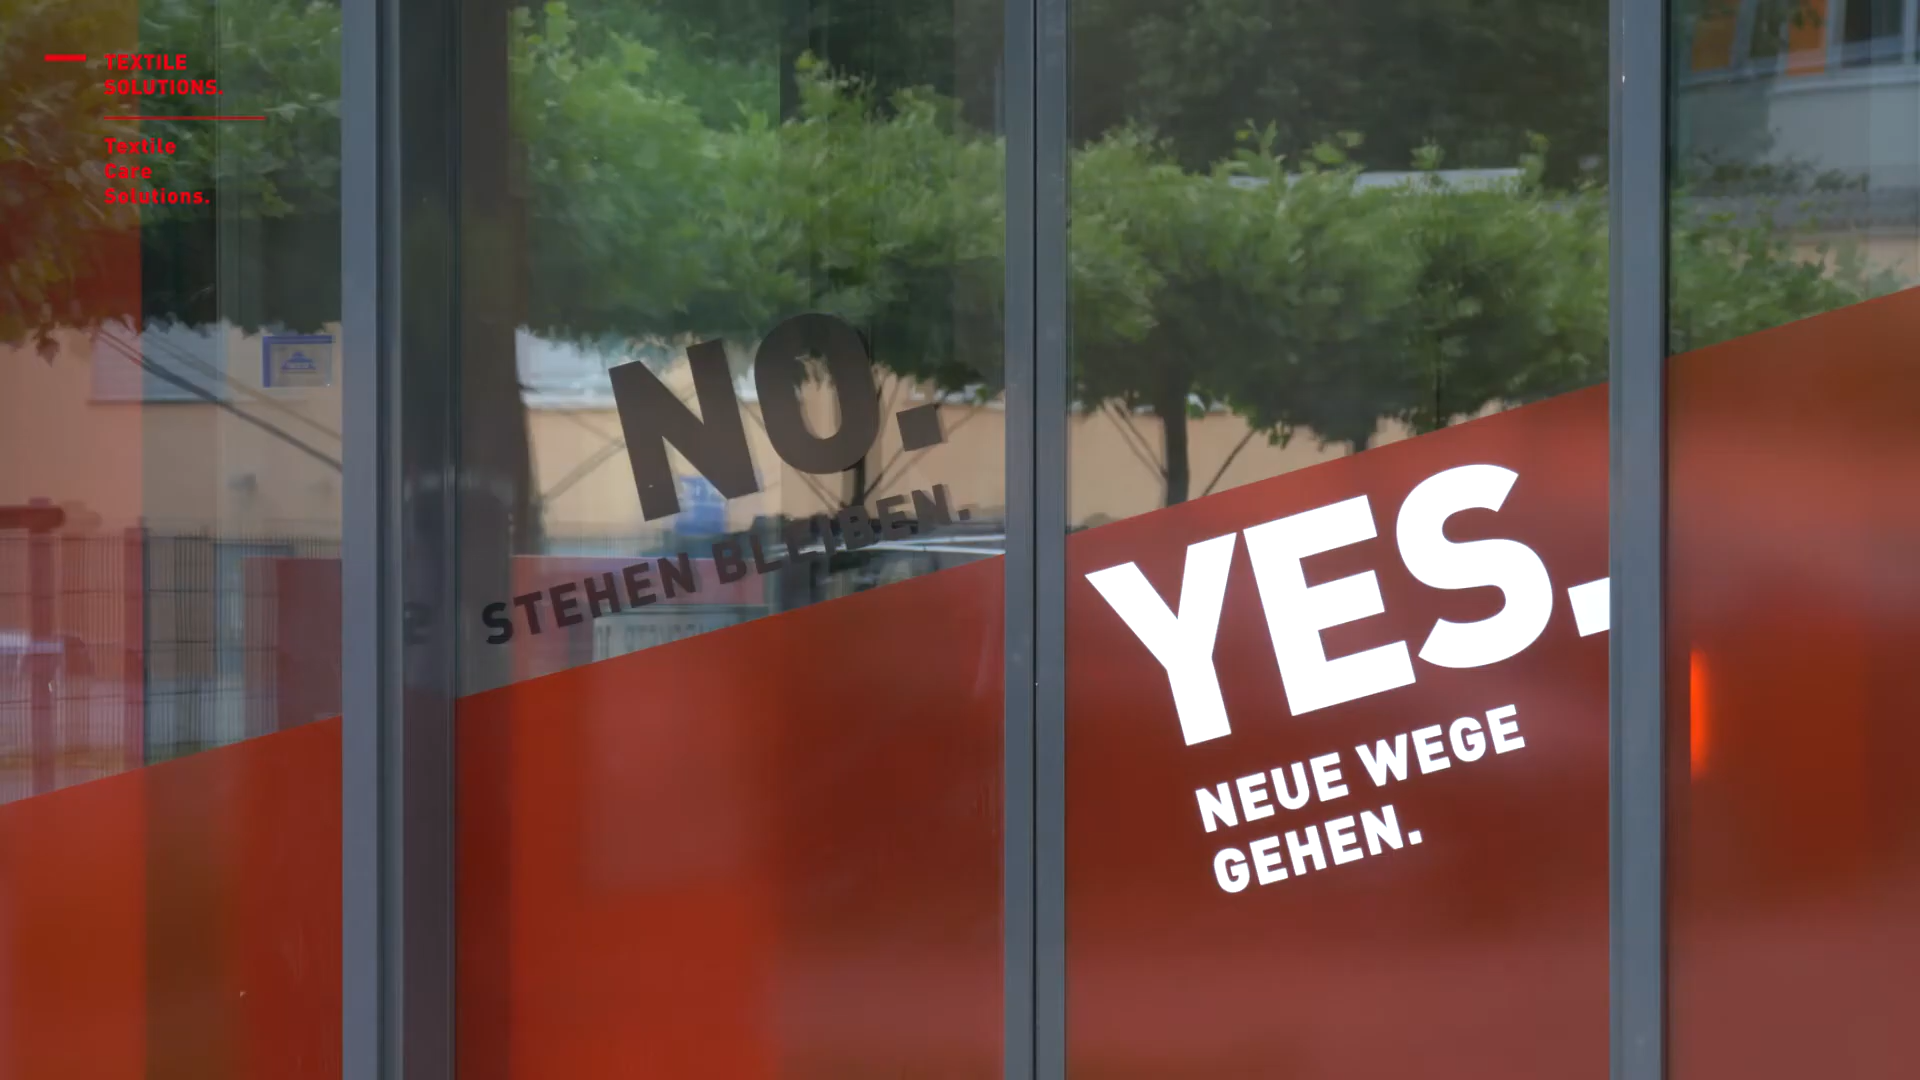 TEXTILE
SOLUTIONS.
Textile
Care
Solutions.
NO.
STEHEN BLEIBEN.
YES.
NEUE WEGE
GEHEN.